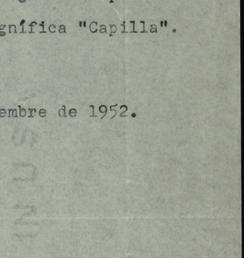 gnífica "Capilla".
embre de 1952.